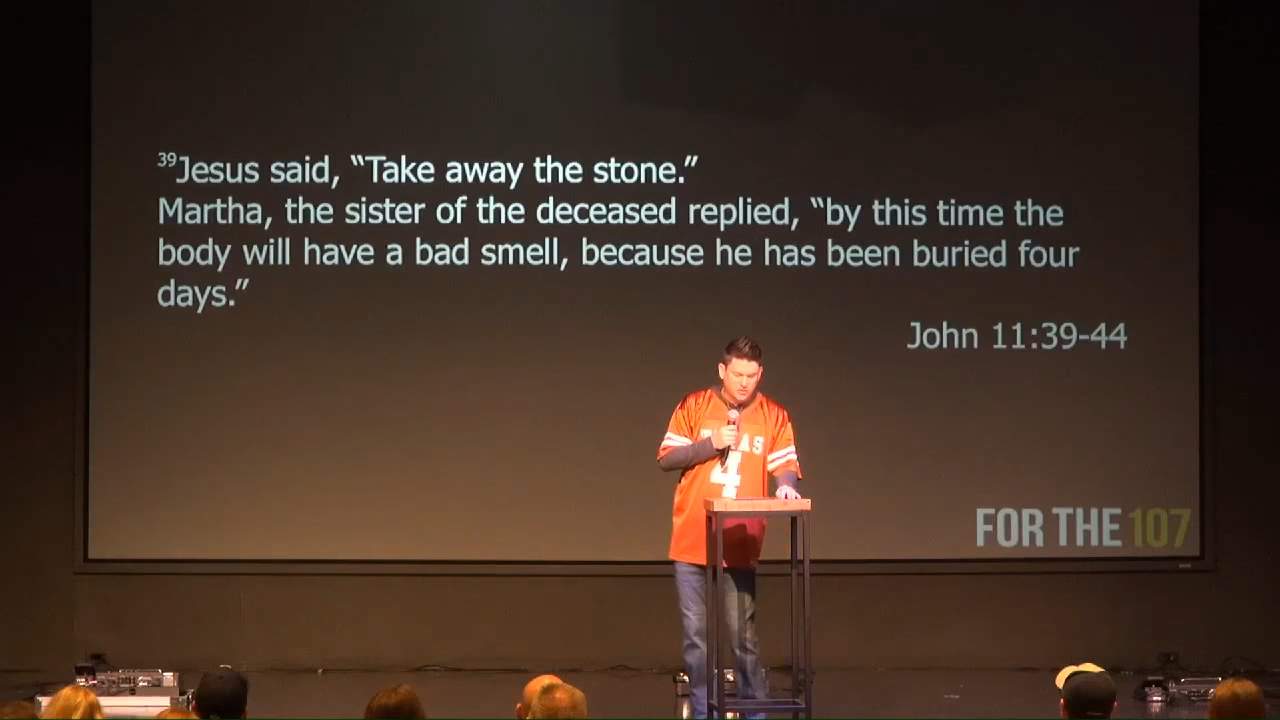 39Jesus said, “Take away the stone.”
Martha, the sister of the deceased replied, “by this time the
body will have a bad smell, because he has been buried four
days.”
John 11:39-44
TEXAS
4
FOR THE 107